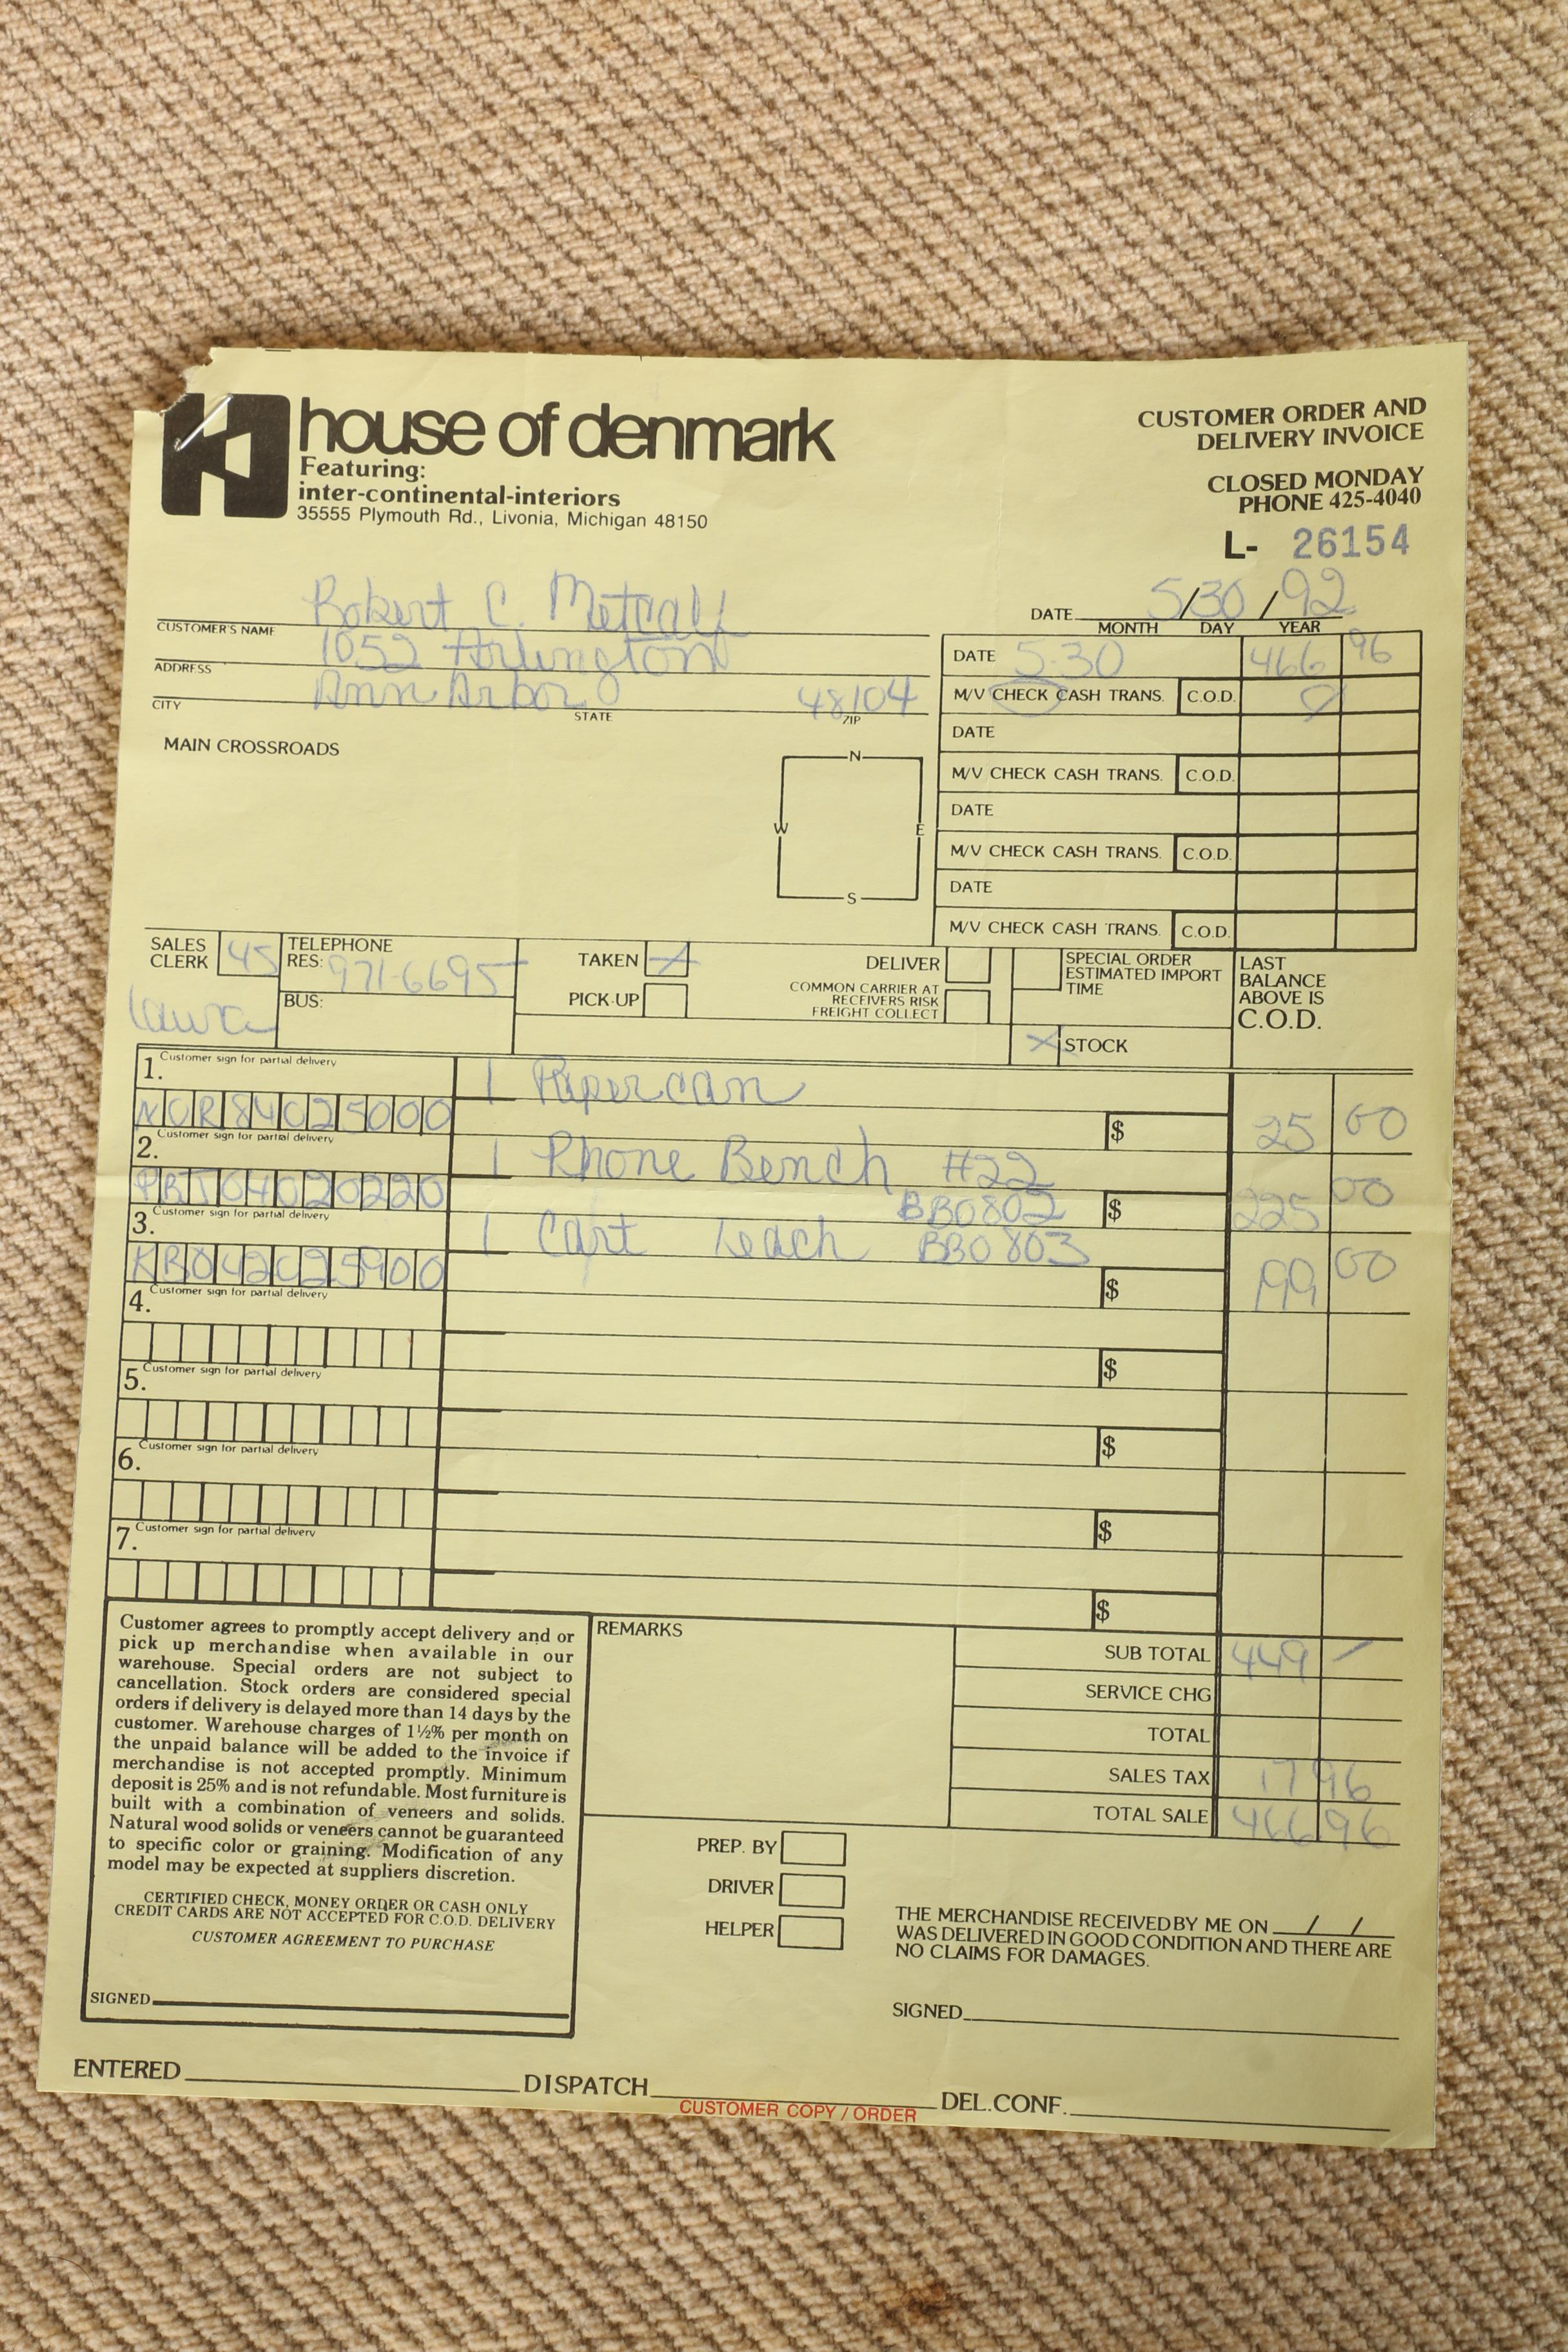 house of denmark
Featuring:
inter-continental-interiors
35555 Plymouth Rd., Livonia, Michigan 48150
CUSTOMER ORDER AND
DELIVERY INVOICE
CLOSED MONDAY
PHONE 425-4040
L- 26154
CUSTOMER'S NAME Robert C. Metcalf
DATE 5/30/92
MONTH DAY YEAR
ADDRESS 1052 Arlington
CITY Ann Arbor STATE 48104 ZIP
DATE 5-30 466 96
M/V CHECK CASH TRANS. C.O.D. 0
DATE
M/V CHECK CASH TRANS. C.O.D.
DATE
M/V CHECK CASH TRANS. C.O.D.
DATE
M/V CHECK CASH TRANS. C.O.D.
MAIN CROSSROADS
N
W E
S
SALES CLERK 45
Laura
TELEPHONE
RES: 971-6695
BUS:
TAKEN X
PICK-UP
DELIVER
COMMON CARRIER AT
RECEIVERS RISK
FREIGHT COLLECT
SPECIAL ORDER
ESTIMATED IMPORT
TIME
X STOCK
LAST
BALANCE
ABOVE IS
C.O.D.
1. Customer sign for partial delivery
1 Papercan
NOR84025000 $ 25 00
2. Customer sign for partial delivery
1 Phone Bench #22
PBT04020220 BB0802 $ 225 00
3. Customer sign for partial delivery
1 Cart Teach BB0803
KB042C25900 $ 199 00
4. Customer sign for partial delivery
$
5. Customer sign for partial delivery
$
6. Customer sign for partial delivery
$
7. Customer sign for partial delivery
$
Customer agrees to promptly accept delivery and or
pick up merchandise when available in our
warehouse. Special orders are not subject to
cancellation. Stock orders are considered special
orders if delivery is delayed more than 14 days by the
customer. Warehouse charges of 1½% per month on
the unpaid balance will be added to the invoice if
merchandise is not accepted promptly. Minimum
deposit is 25% and is not refundable. Most furniture is
built with a combination of veneers and solids.
Natural wood solids or veneers cannot be guaranteed
to specific color or graining. Modification of any
model may be expected at suppliers discretion.
CERTIFIED CHECK, MONEY ORDER OR CASH ONLY
CREDIT CARDS ARE NOT ACCEPTED FOR C.O.D. DELIVERY
CUSTOMER AGREEMENT TO PURCHASE
SIGNED
REMARKS
SUB TOTAL 449 -
SERVICE CHG
TOTAL
SALES TAX 17 96
TOTAL SALE 466 96
PREP. BY
DRIVER
HELPER
THE MERCHANDISE RECEIVED BY ME ON / /
WAS DELIVERED IN GOOD CONDITION AND THERE ARE
NO CLAIMS FOR DAMAGES.
SIGNED
ENTERED DISPATCH DEL.CONF.
CUSTOMER COPY / ORDER